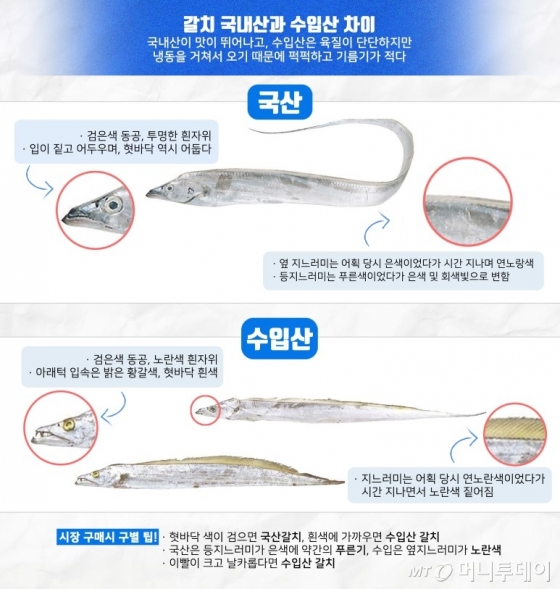 갈치 국내산과 수입산 차이
국내산이 맛이 뛰어나고, 수입산은 육질이 단단하지만
냉동을 거쳐서 오기 때문에 퍽퍽하고 기름기가 적다
국산
· 검은색 동공, 투명한 흰자위
· 입이 짙고 어두우며, 혓바닥 역시 어둡다
· 옆 지느러미는 어획 당시 은색이었다가 시간 지나며 연노랑색
· 등지느러미는 푸른색이었다가 은색 및 회색빛으로 변함
수입산
· 검은색 동공, 노란색 흰자위
· 아래턱 입속은 밝은 황갈색, 혓바닥 흰색
· 지느러미는 어획 당시 연노란색이었다가
시간 지나면서 노란색 짙어짐
시장 구매시 구별 팁!
· 혓바닥 색이 검으면 국산갈치, 흰색에 가까우면 수입산 갈치
· 국산은 등지느러미가 은색에 약간의 푸른기, 수입은 옆지느러미가 노란색
· 이빨이 크고 날카롭다면 수입산 갈치
MT 머니투데이